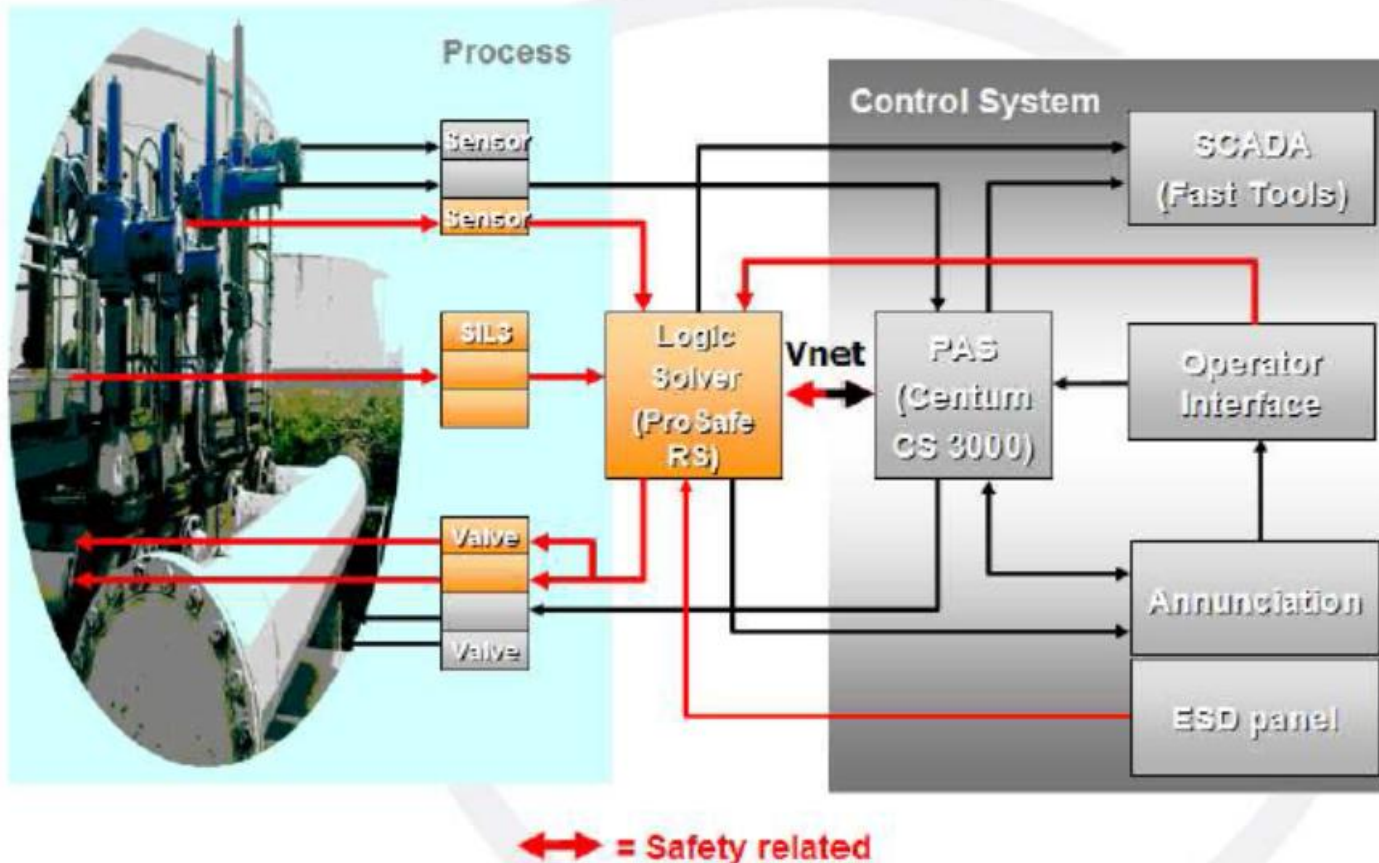 Process
Control System
Sensor
Sensor
SCADA
(Fast Tools)
SIL3
Logic
Solver
(ProSafe
RS)
Vnet
PAS
(Centum
CS 3000)
Operator
Interface
Valve
Valve
Annunciation
ESD panel
= Safety related